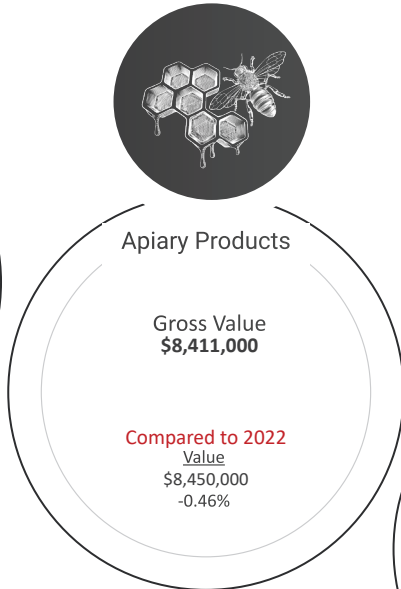 Apiary Products
Gross Value
$8,411,000
Compared to 2022
Value
$8,450,000
-0.46%